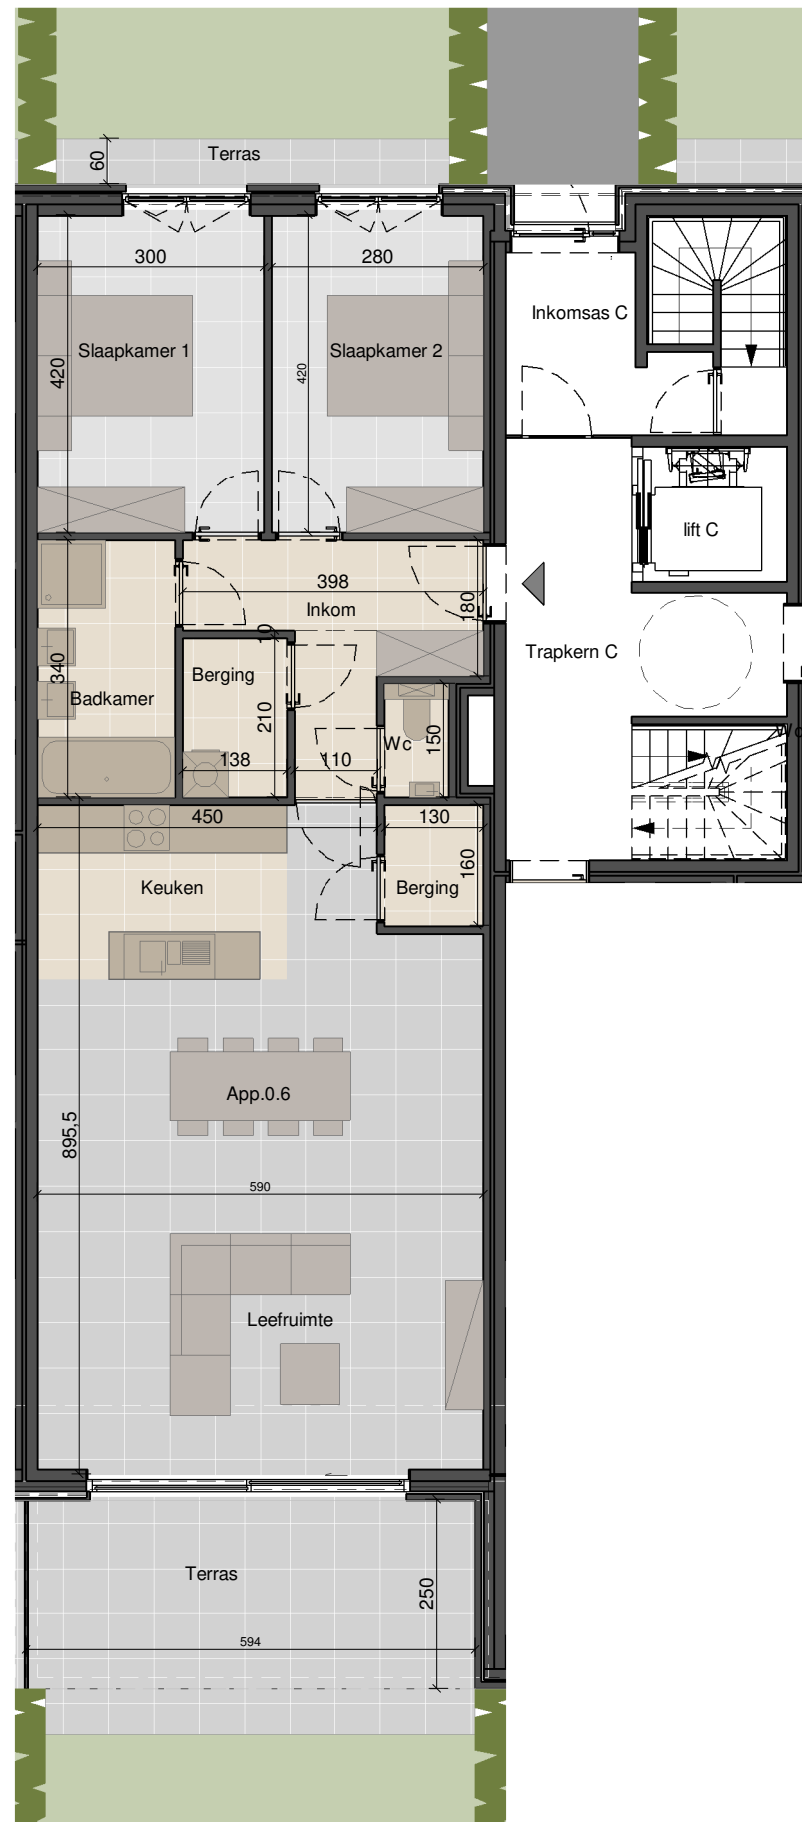 Terras
60
300
280
Inkomsas C
Slaapkamer 1
Slaapkamer 2
420
420
lift C
398
Inkom
180
Trapkern C
10
340
Berging
Badkamer
210
Wc
150
Wc
138
110
450
130
160
Keuken
Berging
App.0.6
895,5
590
Leefruimte
Terras
250
594